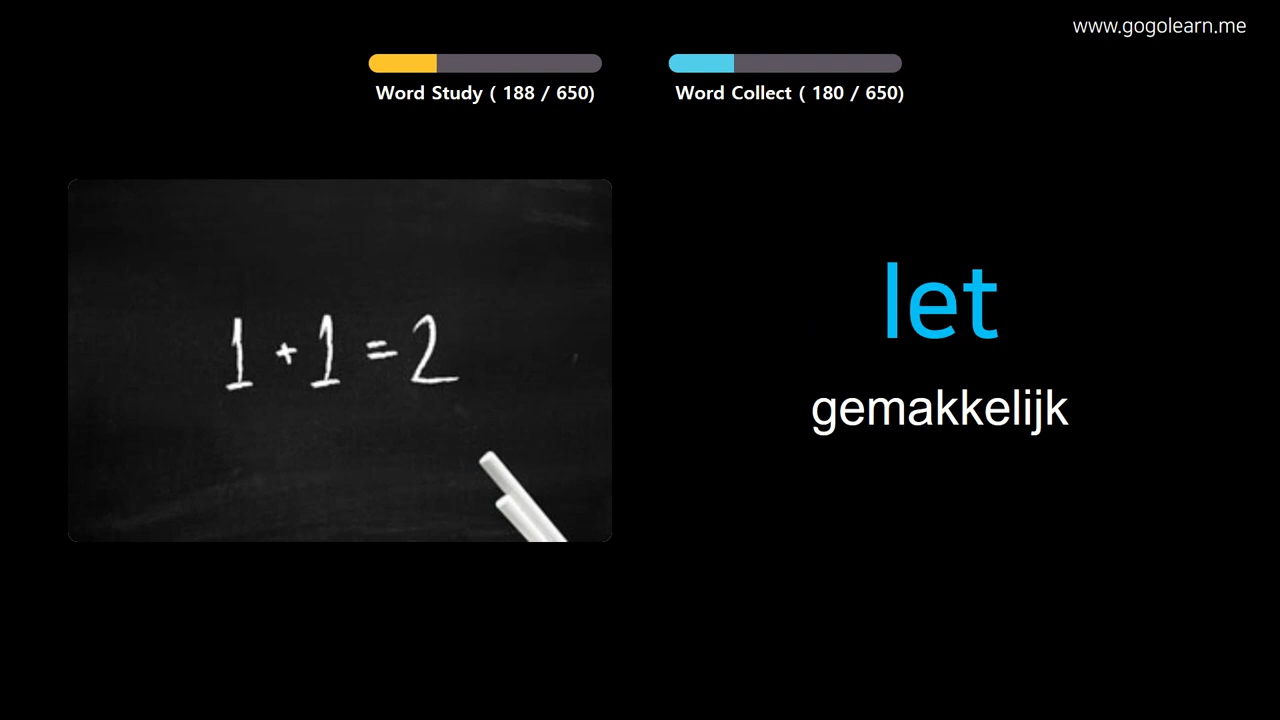 www.gogolearn.me
Word Study ( 188 / 650)
Word Collect ( 180 / 650)
1 + 1 = 2
let
gemakkelijk